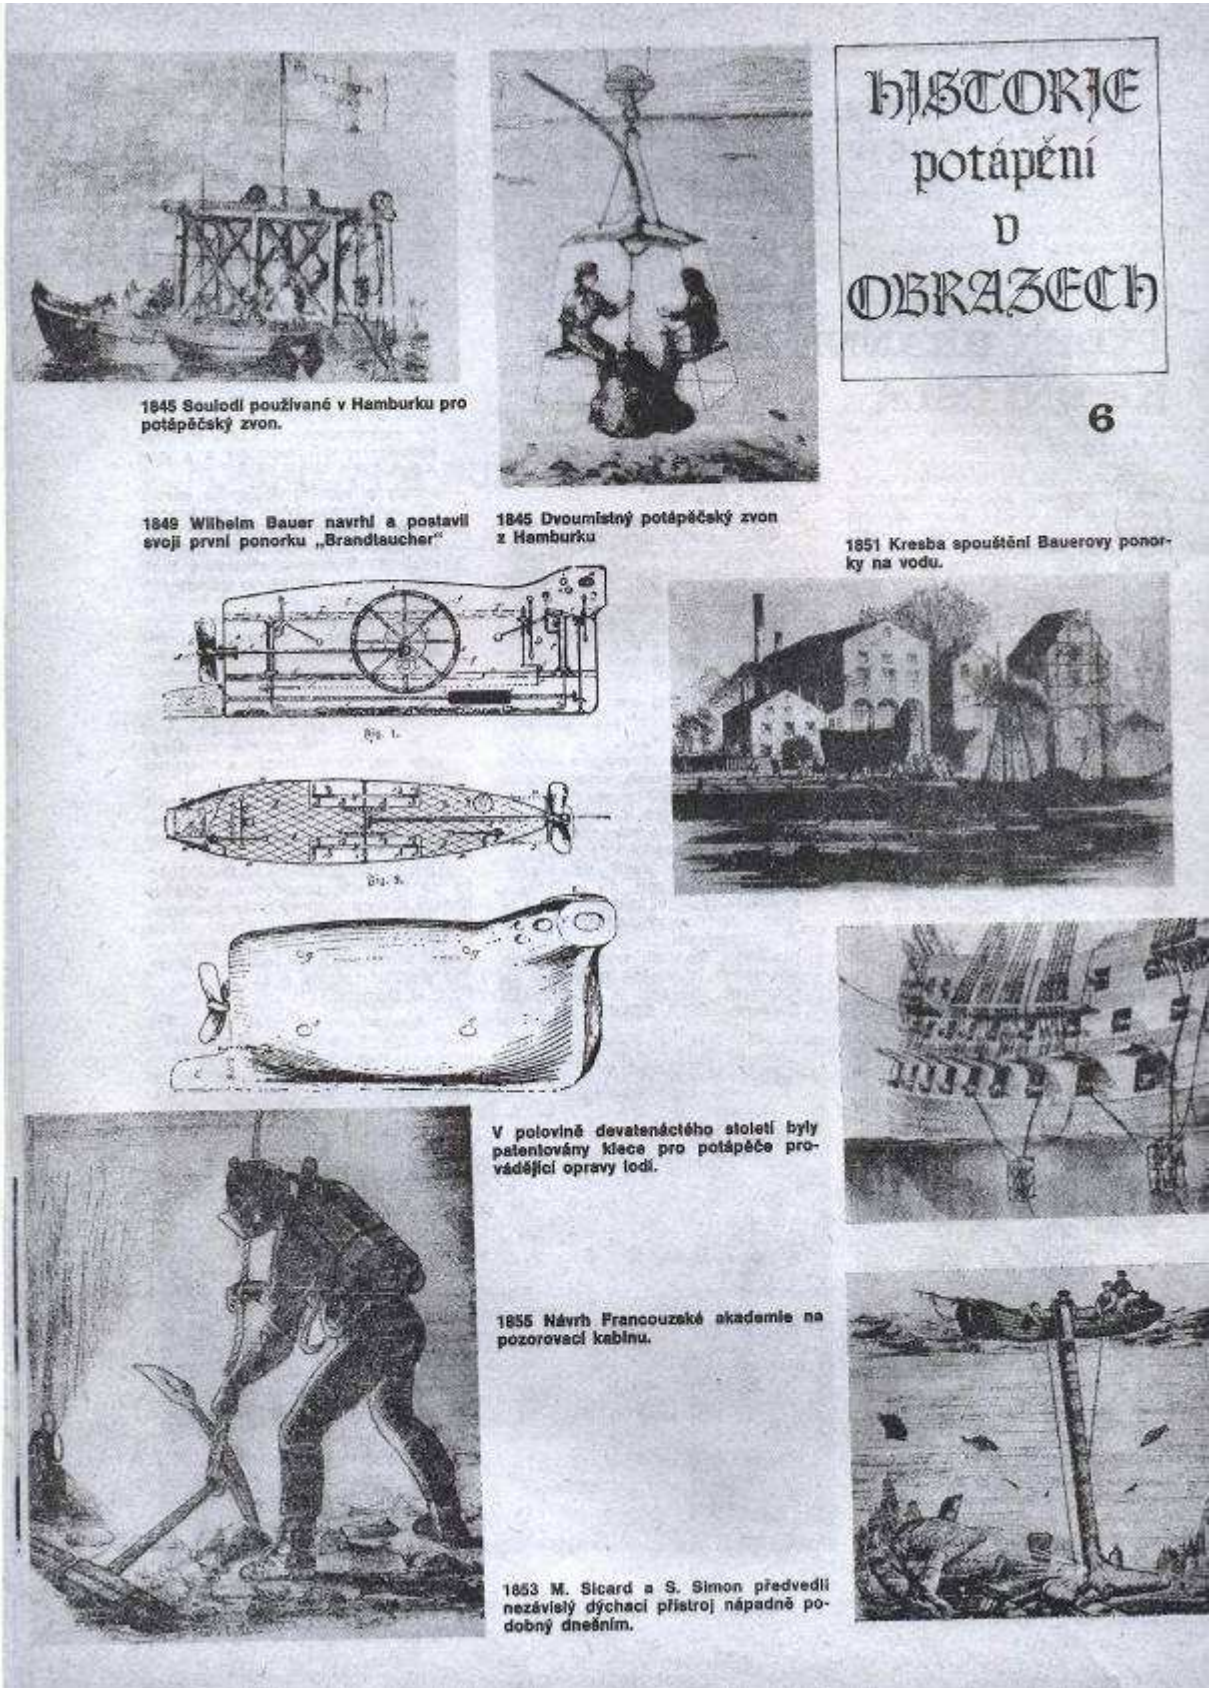 HISTORIE
potápění
v
OBRAZECH
6
1845 Soulodí používané v Hamburku pro
potápěčský zvon.
1845 Dvoumístný potápěčský zvon
z Hamburku
1849 Wilhelm Bauer navrhl a postavil
svoji první ponorku „Brandtaucher“
1851 Kresba spouštění Bauerovy ponor-
ky na vodu.
Fig. 1.
V polovině devatenáctého století byly
patentovány klece pro potápěče pro-
vádějící opravy lodí.
1855 Návrh Francouzské akademie na
pozorovací kabinu.
1853 M. Sicard a S. Simon předvedli
nezávislý dýchací přístroj nápadně po-
dobný dnešním.